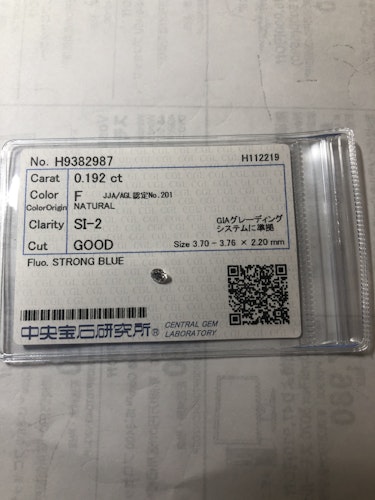 No. H9382987 H112219
Carat 0.192 ct
Color F JJA/AGL認定No.201
ColorOrigin NATURAL
Clarity SI-2 GIAグレーディング
システムに準拠
Cut GOOD Size 3.70 - 3.76 × 2.20 mm
Fluo. STRONG BLUE
中央宝石研究所® CENTRAL GEM
LABORATORY